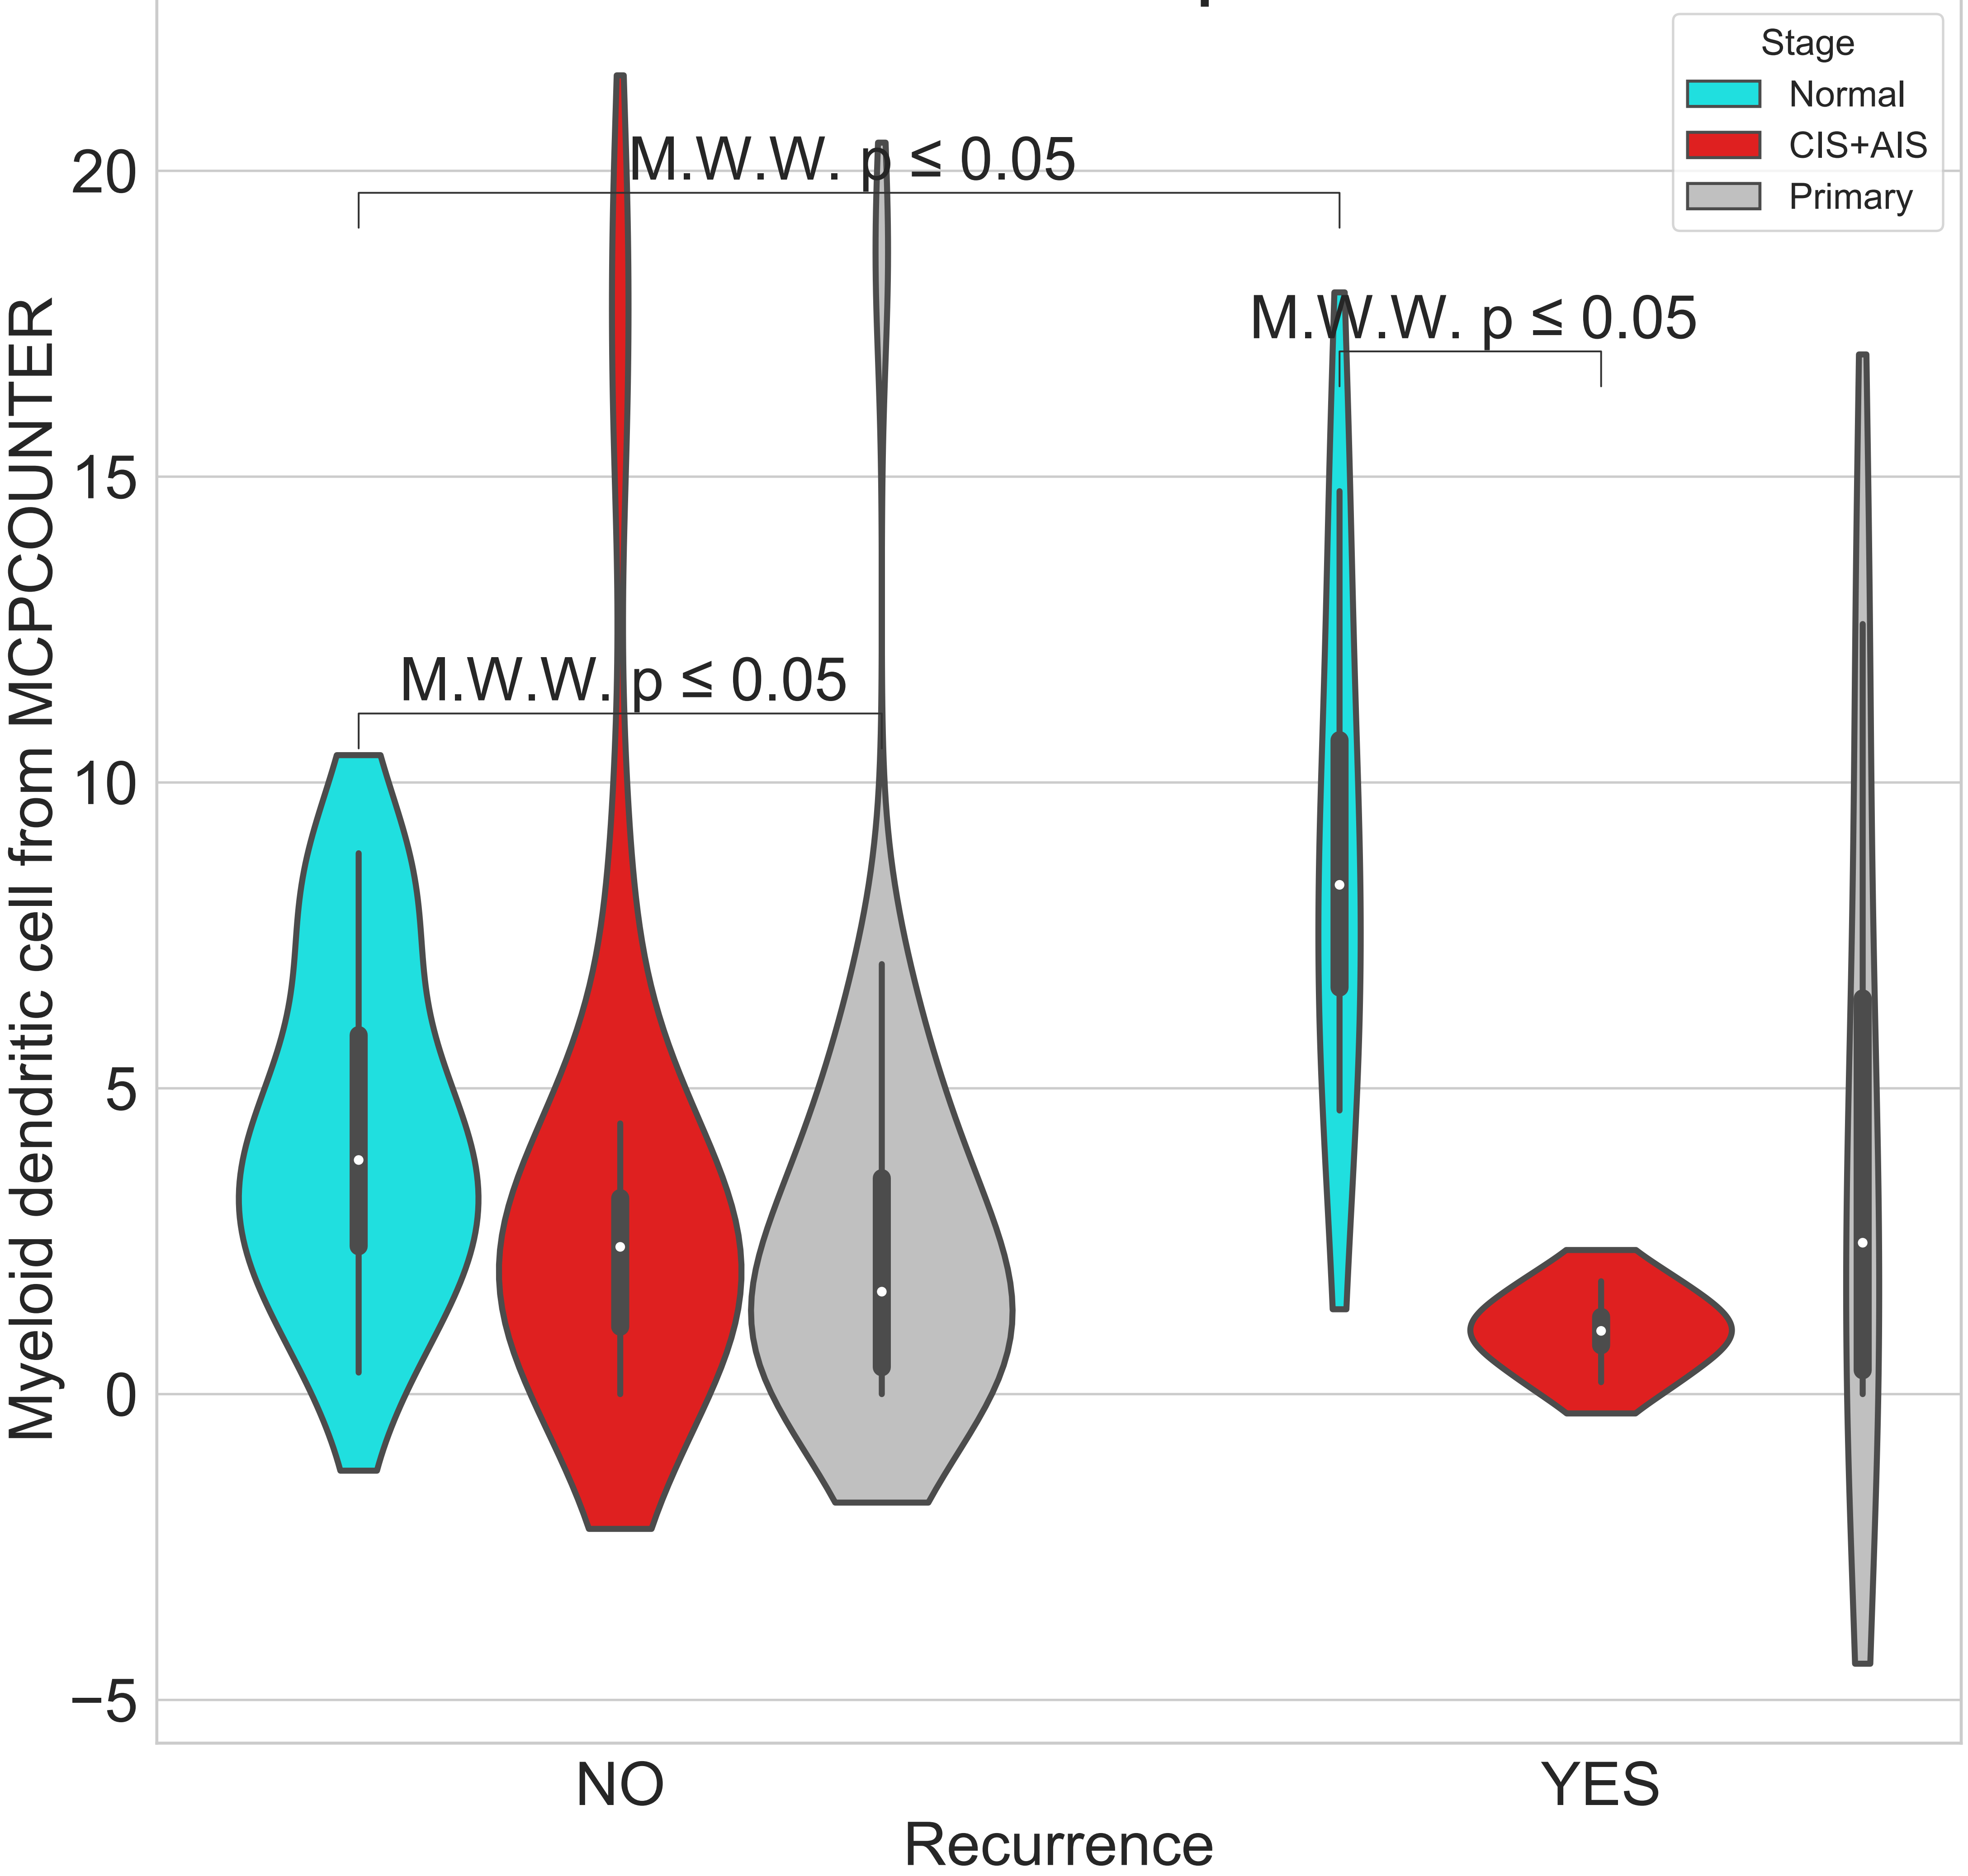 Stage
Normal
CIS+AIS
Primary
M.W.W. p ≤ 0.05
M.W.W. p ≤ 0.05
M.W.W. p ≤ 0.05
Myeloid dendritic cell from MCPCOUNTER
20
15
10
5
0
−5
NO
YES
Recurrence